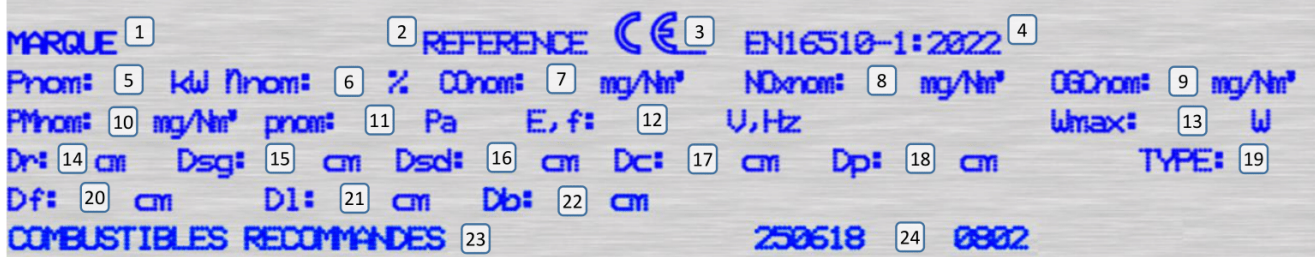 MARQUE 1 2 REFERENCE CE 3 EN16510-1:2022 4
Pnom: 5 kW ηnom: 6 % COnom: 7 mg/Nm³ NOxnom: 8 mg/Nm³ OGCnom: 9 mg/Nm³
PMnom: 10 mg/Nm³ pnom: 11 Pa E,f: 12 V,Hz Wmax: 13 W
Dr: 14 cm Dsg: 15 cm Dsd: 16 cm Dc: 17 cm Dp: 18 cm TYPE: 19
Df: 20 cm Dl: 21 cm Db: 22 cm
COMBUSTIBLES RECOMMANDES 23 250618 24 0802